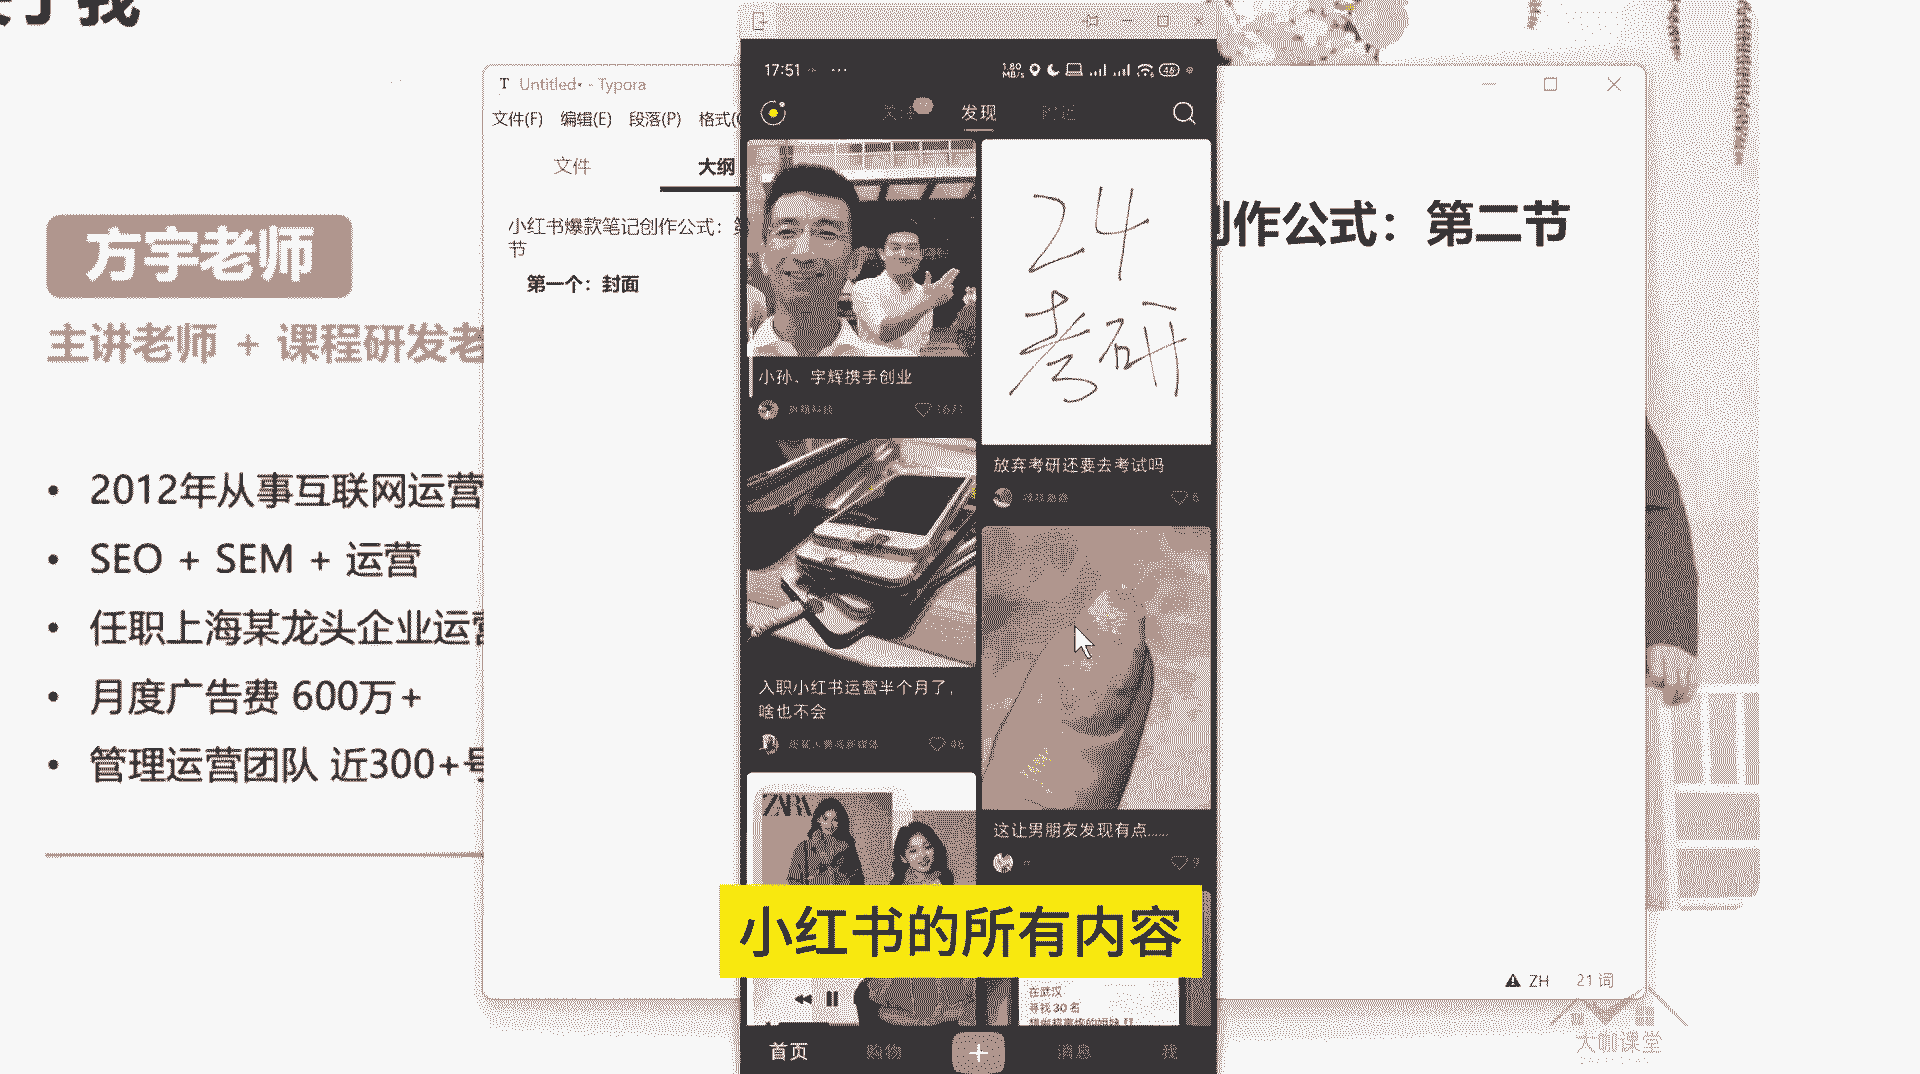 方宇老师
主讲老师 + 课程研发老
2012年从事互联网运营
SEO + SEM + 运营
任职上海某龙头企业运营
月度广告费 600万+
管理运营团队 近300+号
Untitled• - Typora
文件(F) 编辑(E) 段落(P) 格式(
文件
大纲
小红书爆款笔记创作公式：第
节
第一个：封面
创作公式：第二节
17:51
1.80 MB/s
46
发现
附近
小孙、宇辉携手创业
1671
24
考研
放弃考研还要去考试吗
6
入职小红书运营半个月了，
啥也不会
46
这让男朋友发现有点......
9
ZARA
小红书的所有内容
在武汉
寻找 30 名
首页
购物
消息
我
ZH
21 词
大咖课堂